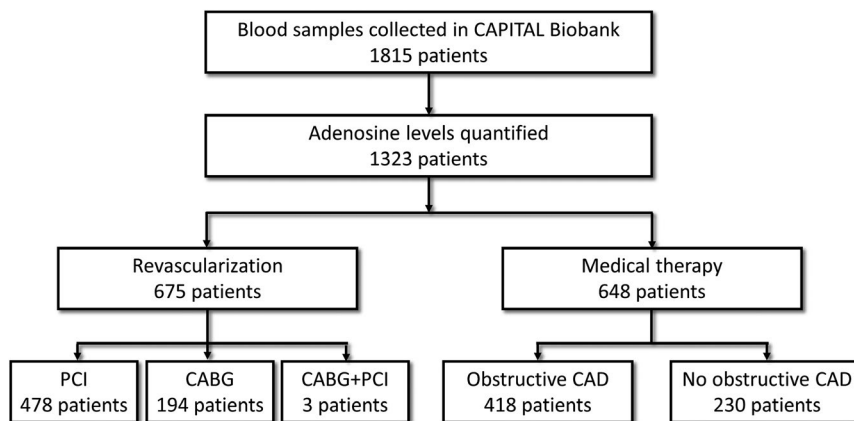 Blood samples collected in CAPITAL Biobank
1815 patients
Adenosine levels quantified
1323 patients
Revascularization
675 patients
Medical therapy
648 patients
PCI
478 patients
CABG
194 patients
CABG+PCI
3 patients
Obstructive CAD
418 patients
No obstructive CAD
230 patients